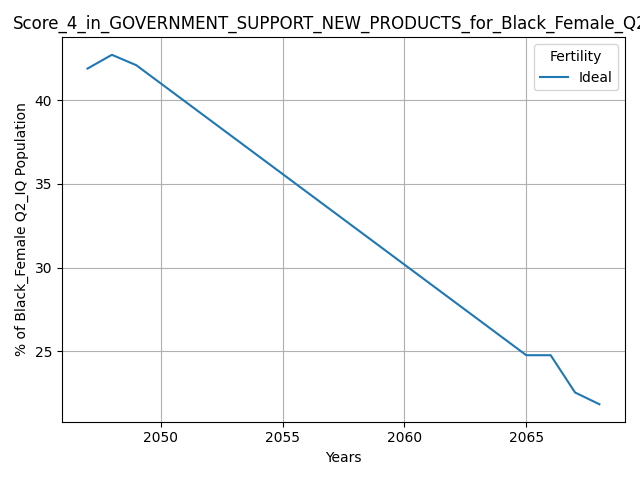 Score_4_in_GOVERNMENT_SUPPORT_NEW_PRODUCTS_for_Black_Female_Q2
Fertility
Ideal
% of Black_Female Q2_IQ Population
40
35
30
25
2050 2055 2060 2065
Years